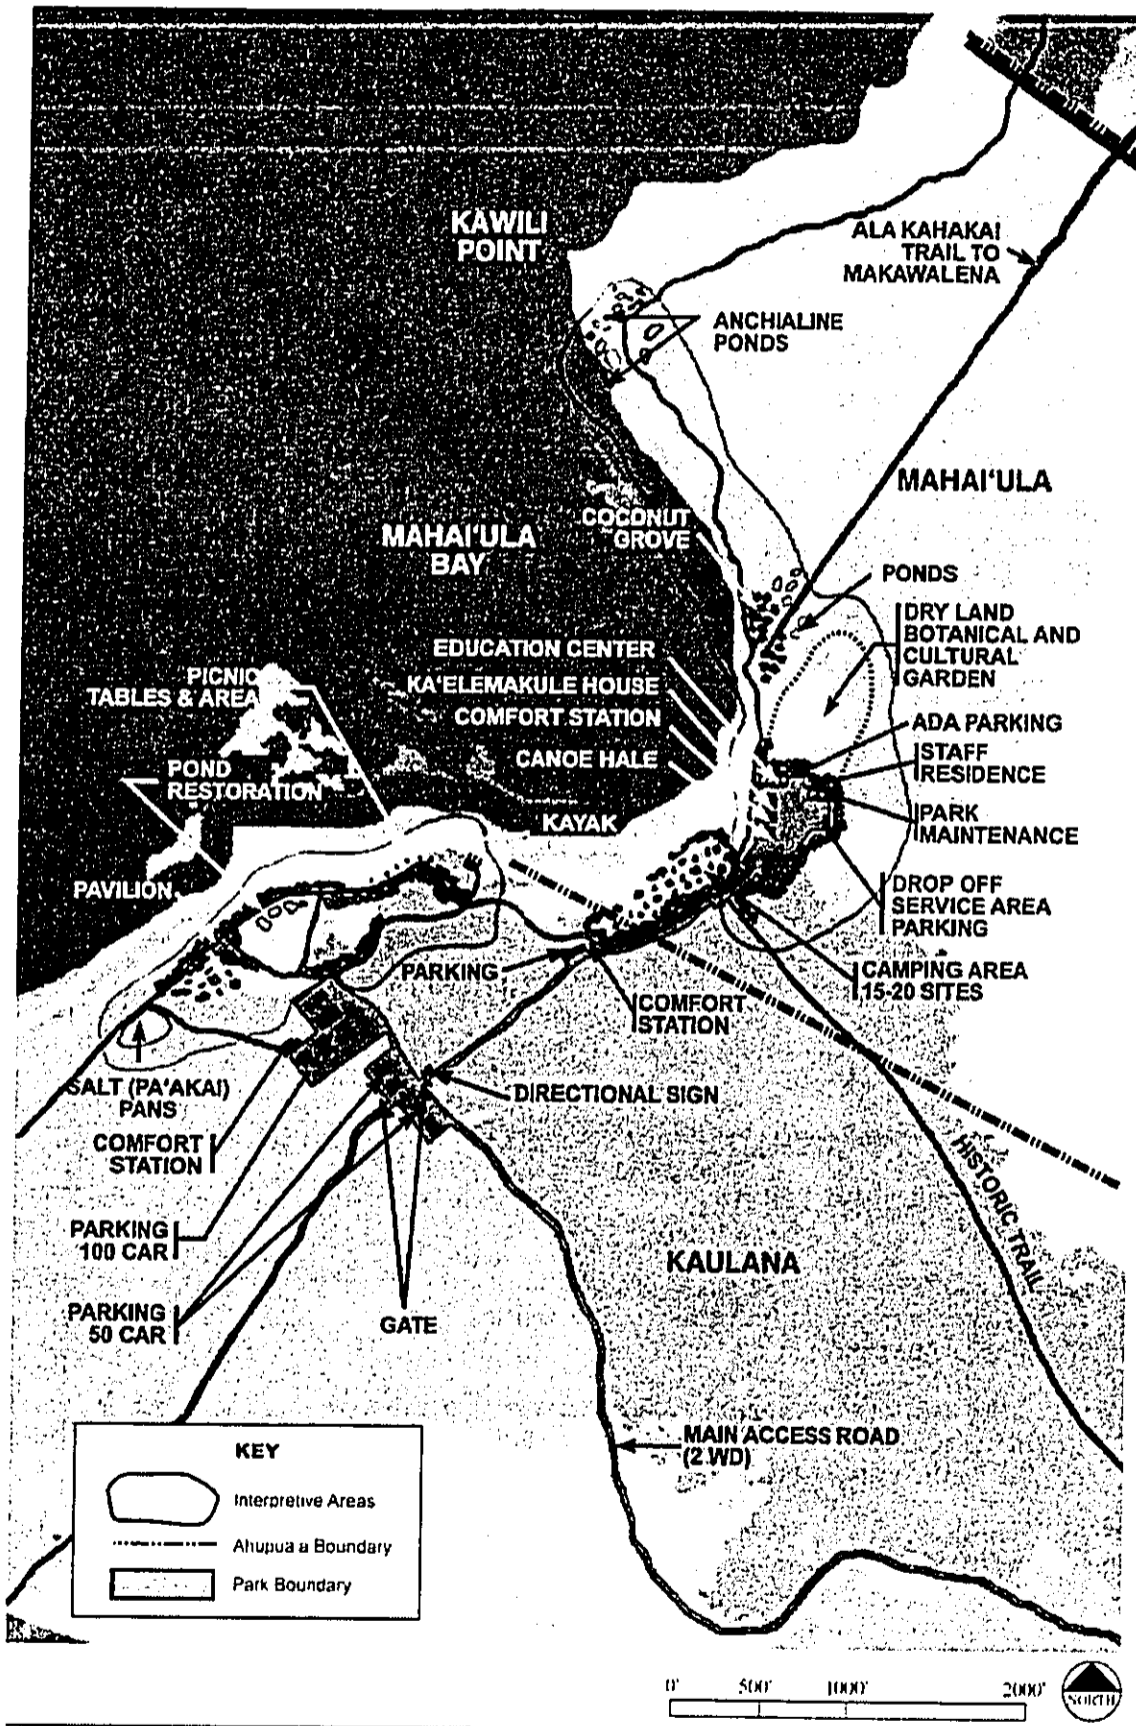 KAWILI
POINT
ALA KAHAKAI
TRAIL TO
MAKAWALENA
ANCHIALINE
PONDS
MAHAI'ULA
COCONUT
GROVE
MAHAI'ULA
BAY
PONDS
DRY LAND
BOTANICAL AND
CULTURAL
GARDEN
EDUCATION CENTER
KA'ELEMAKULE HOUSE
COMFORT STATION
CANOE HALE
PICNIC
TABLES & AREA
ADA PARKING
STAFF
RESIDENCE
POND
RESTORATION
KAYAK
PARK
MAINTENANCE
PAVILION
DROP OFF
SERVICE AREA
PARKING
PARKING
CAMPING AREA
15-20 SITES
COMFORT
STATION
SALT (PA'AKAI)
PANS
DIRECTIONAL SIGN
COMFORT
STATION
HISTORIC TRAIL
PARKING
100 CAR
KAULANA
PARKING
50 CAR
GATE
MAIN ACCESS ROAD
(2 WD)
KEY
Interpretive Areas
Ahupua a Boundary
Park Boundary
0' 500' 1000' 2000'
NORTH